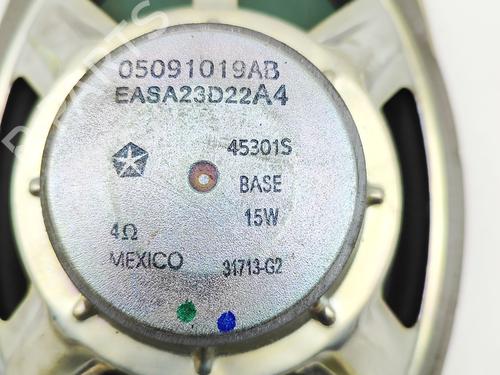 05091019AB
EASA23D22A4
45301S
BASE
15W
4Ω
MEXICO
31713-G2